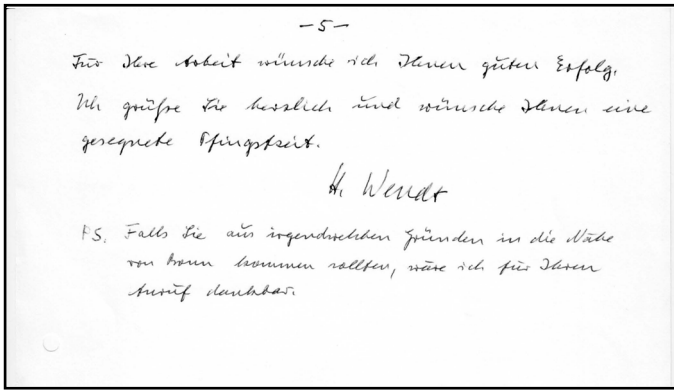 -5-
Für Ihre Arbeit wünsche ich Ihnen guten Erfolg.
Ich grüße Sie herzlich und wünsche Ihnen eine
gesegnete Pfingstzeit.
H. Wendt
PS. Falls Sie aus irgendwelchen Gründen in die Nähe
von Bonn kommen sollten, wäre ich für Ihren
Anruf dankbar.